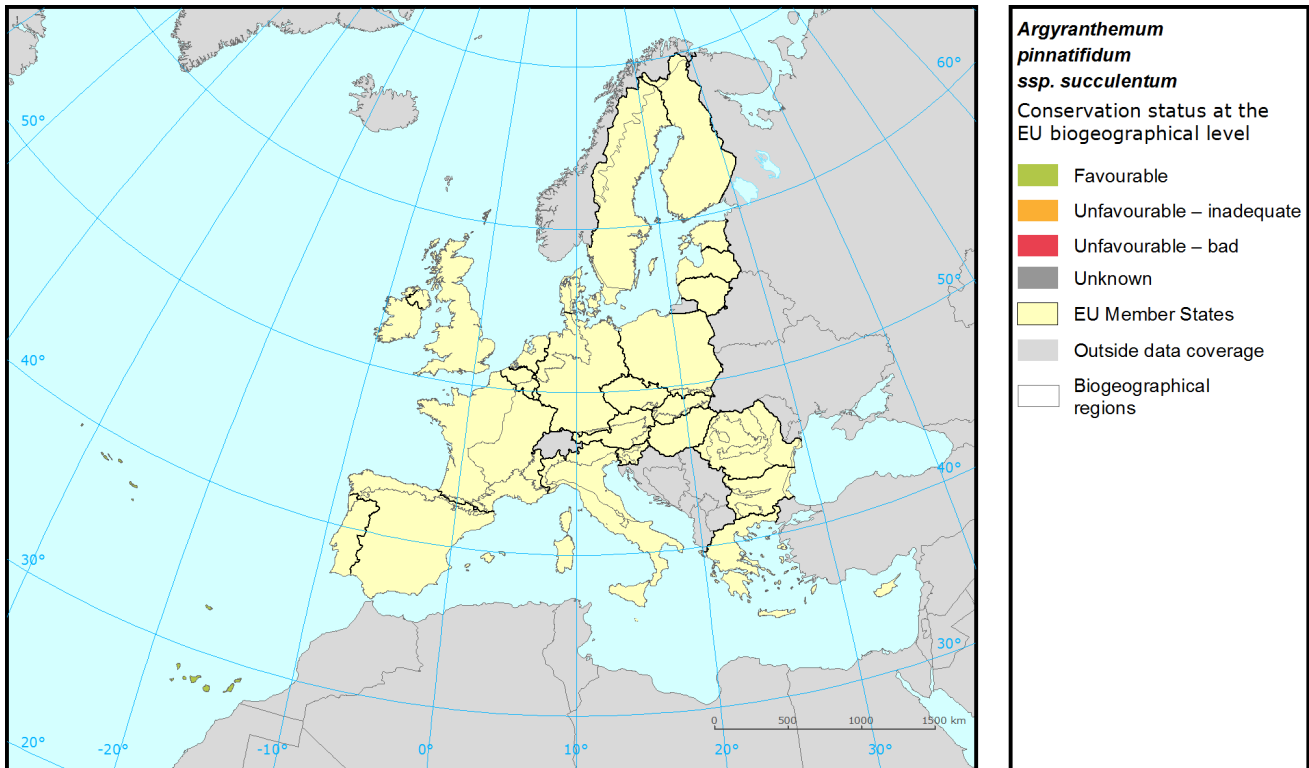 Argyranthemum
pinnatifidum
ssp. succulentum
Conservation status at the
EU biogeographical level
Favourable
Unfavourable – inadequate
Unfavourable – bad
Unknown
EU Member States
Outside data coverage
Biogeographical
regions
60°
50°
50°
40°
40°
30°
30°
0 500 1000 1500 km
20° -20° -10° 0° 10° 20° 30°